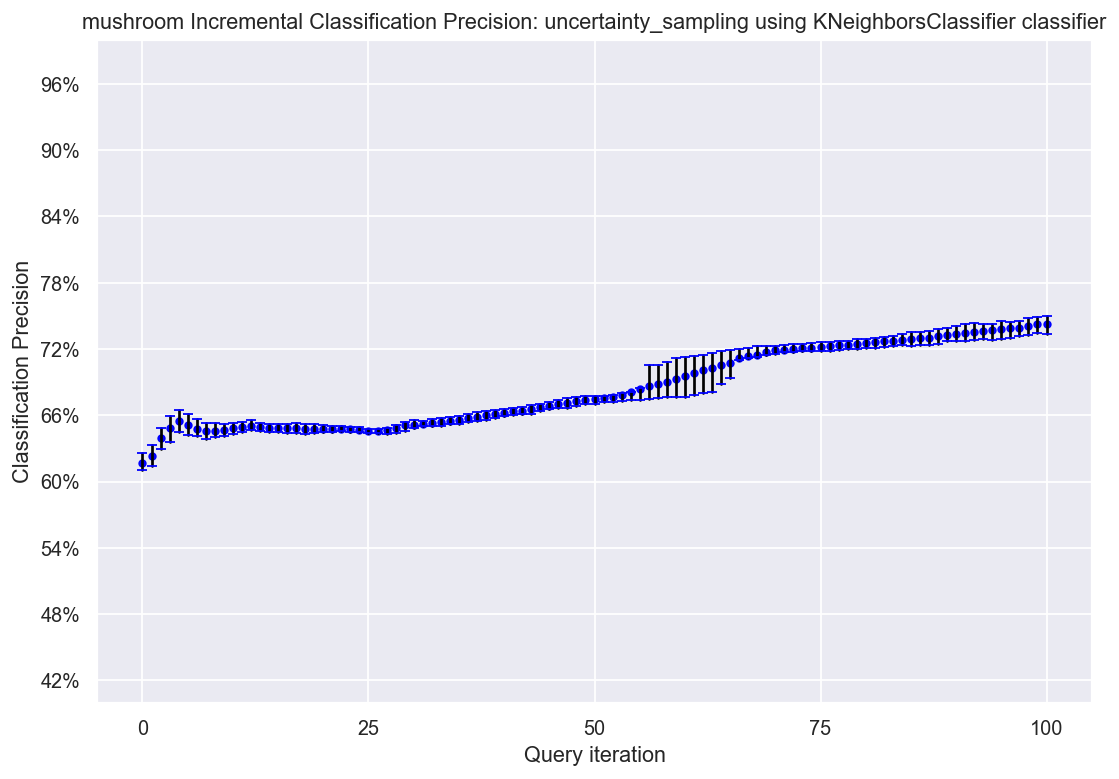 mushroom Incremental Classification Precision: uncertainty_sampling using KNeighborsClassifier classifier
96%
90%
84%
78%
72%
66%
60%
54%
48%
42%
Classification Precision
0 25 50 75 100
Query iteration